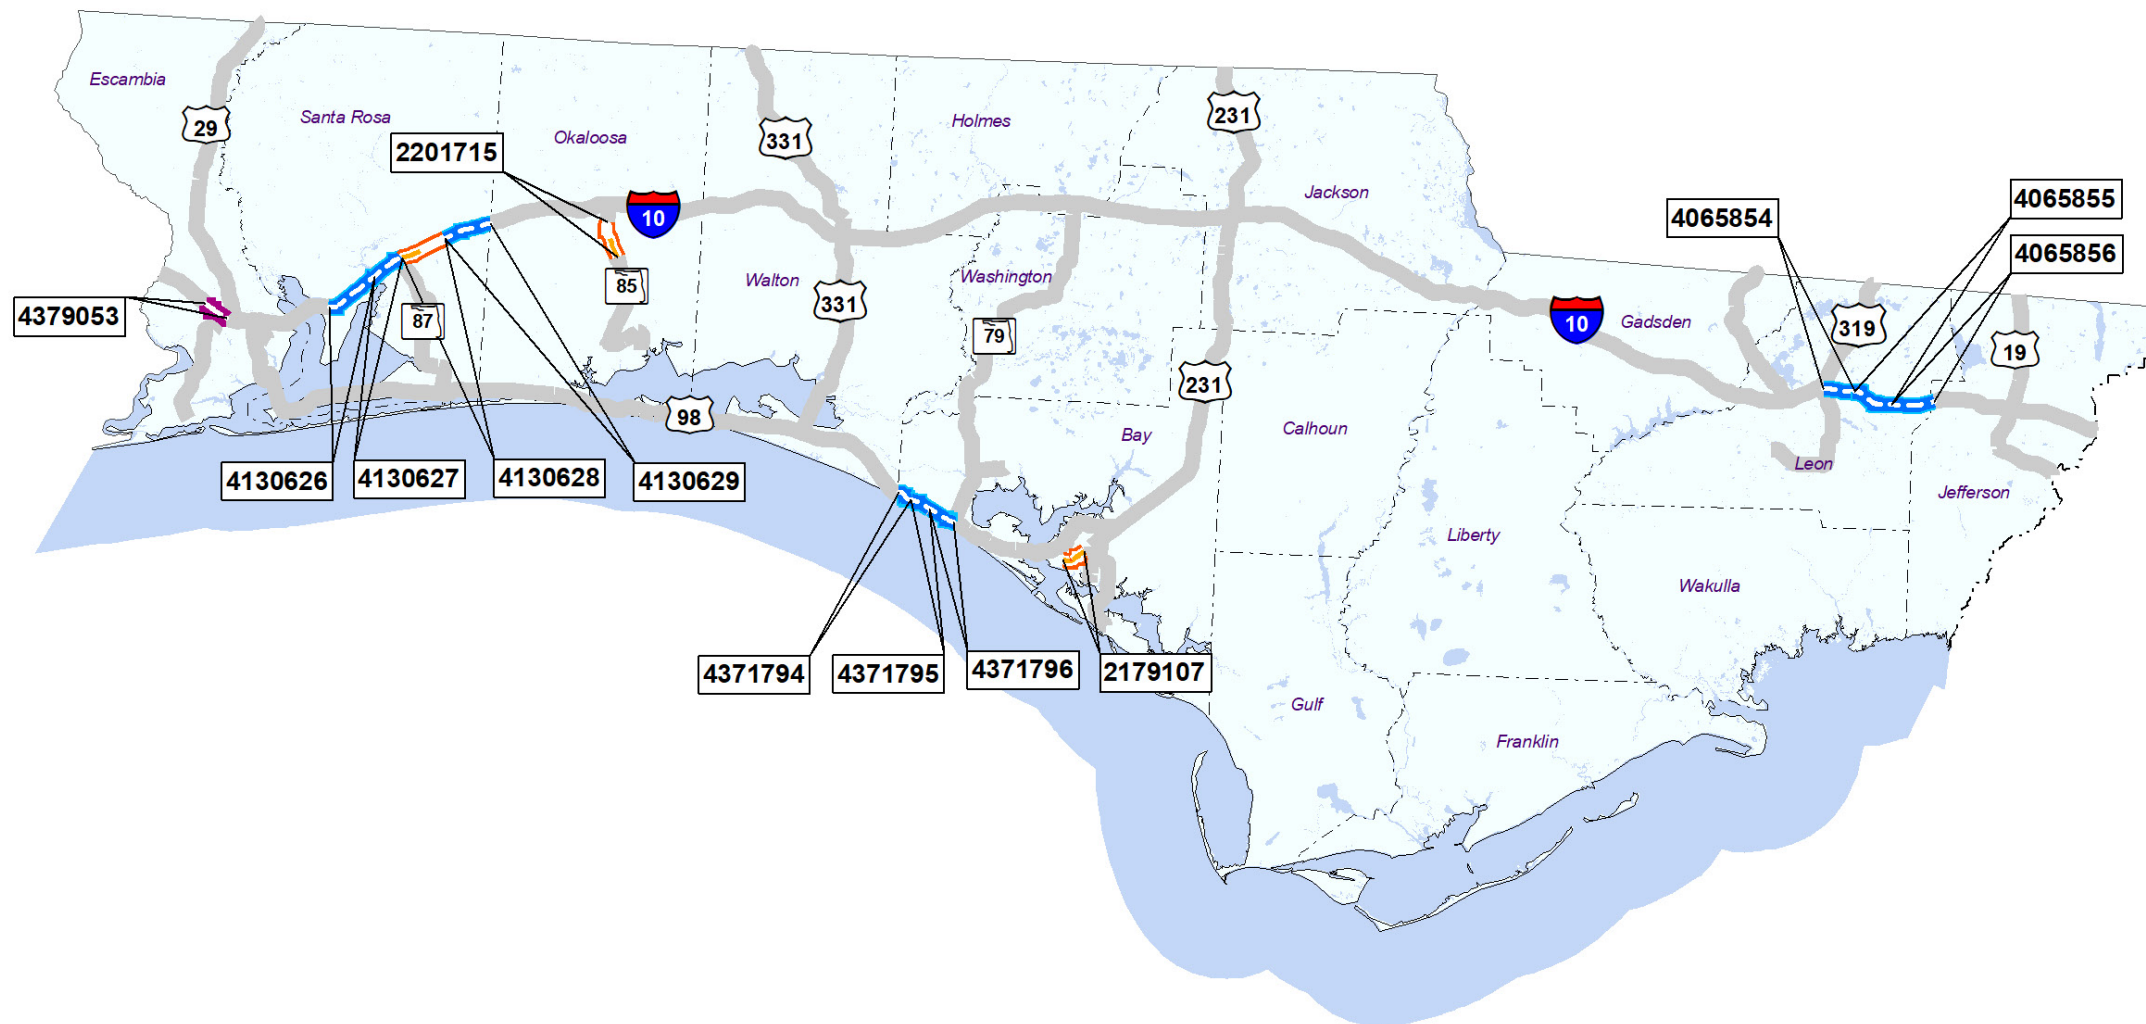 Escambia
29
Santa Rosa
Okaloosa
331
Holmes
231
2201715
10
Jackson
4065854
4065855
4065856
Walton
Washington
85
331
79
87
4379053
10
Gadsden
319
19
98
231
Bay
Calhoun
Leon
Jefferson
4130626
4130627
4130628
4130629
Liberty
Wakulla
4371794
4371795
4371796
2179107
Gulf
Franklin